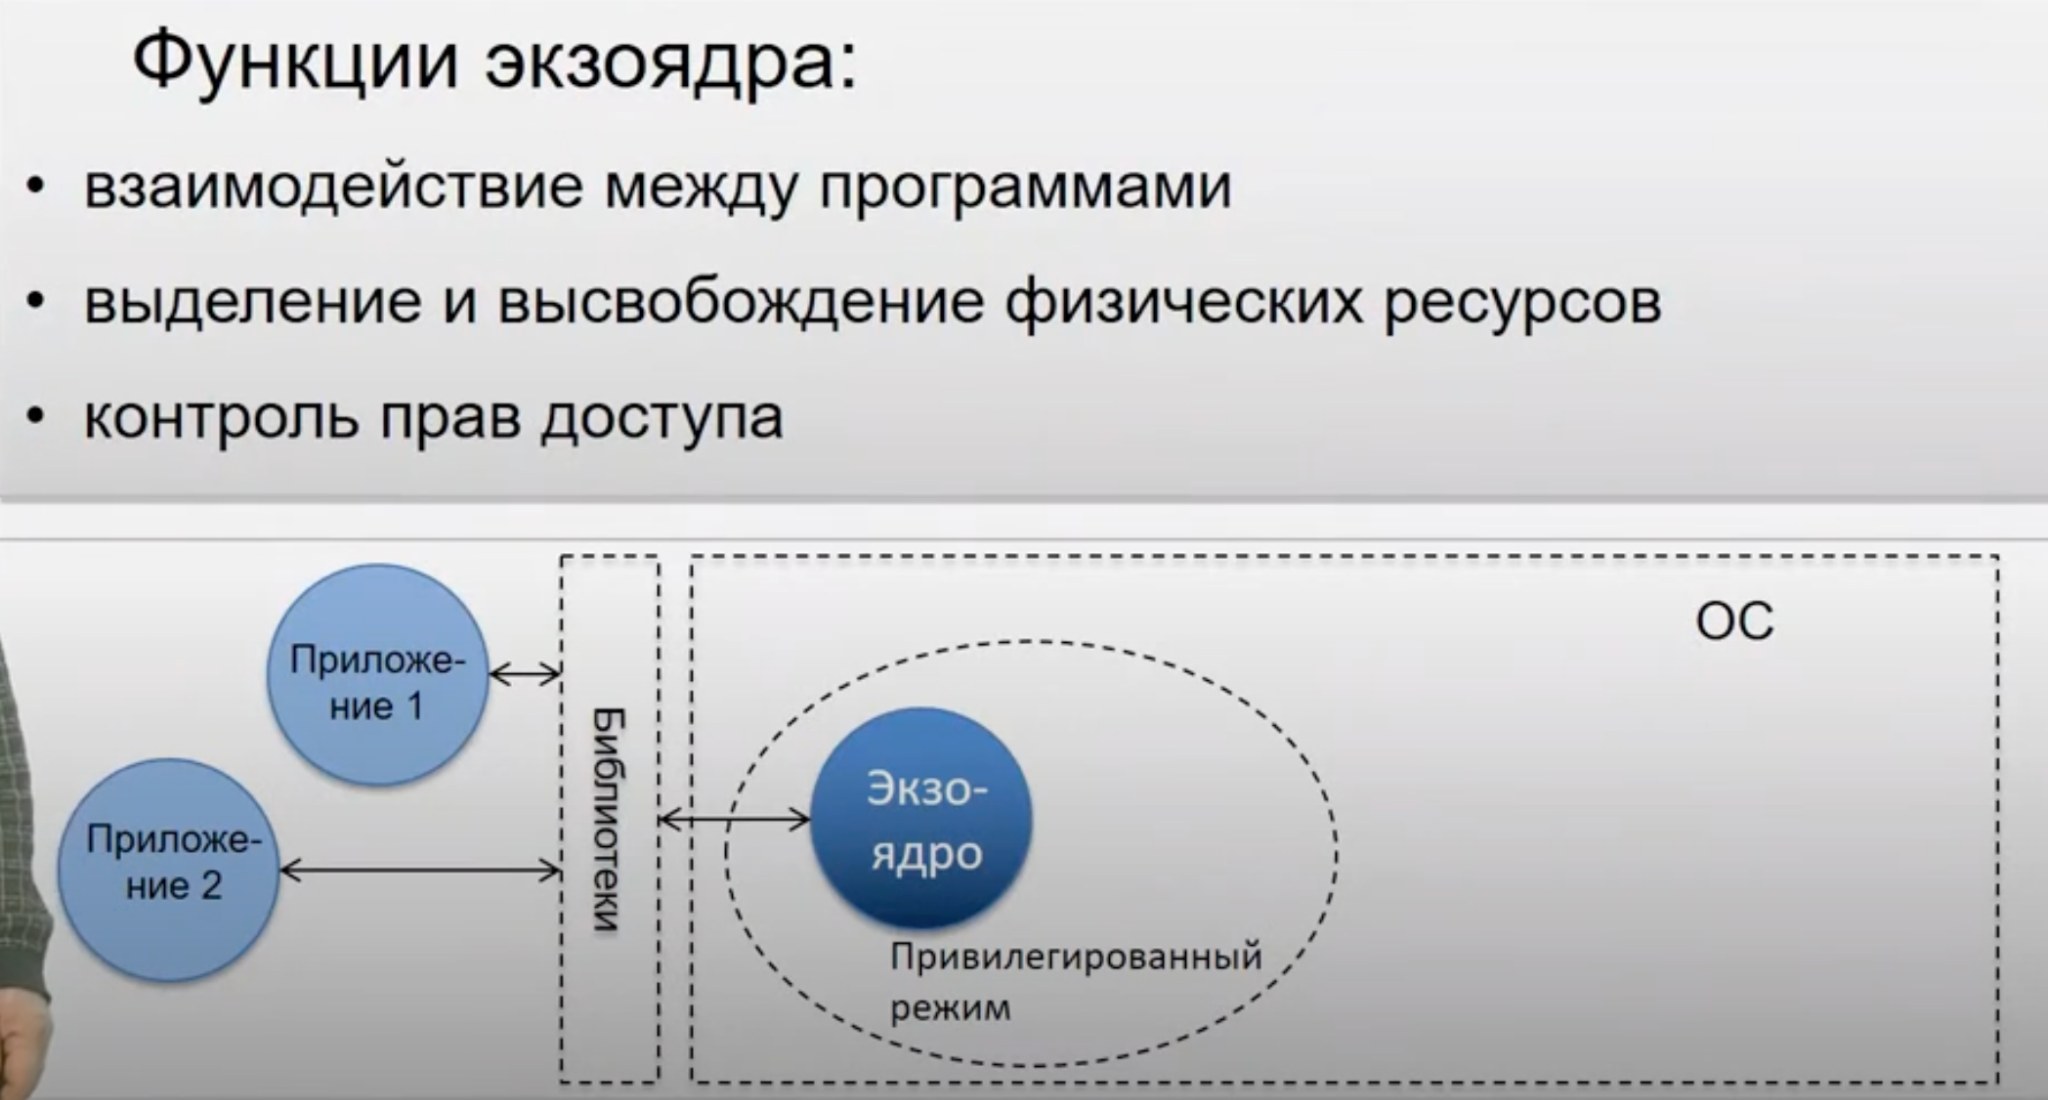 Функции экзоядра:
• взаимодействие между программами
• выделение и высвобождение физических ресурсов
• контроль прав доступа
ОС
Приложе-
ние 1
Приложе-
ние 2
Библиотеки
Экзо-
ядро
Привилегированный
режим